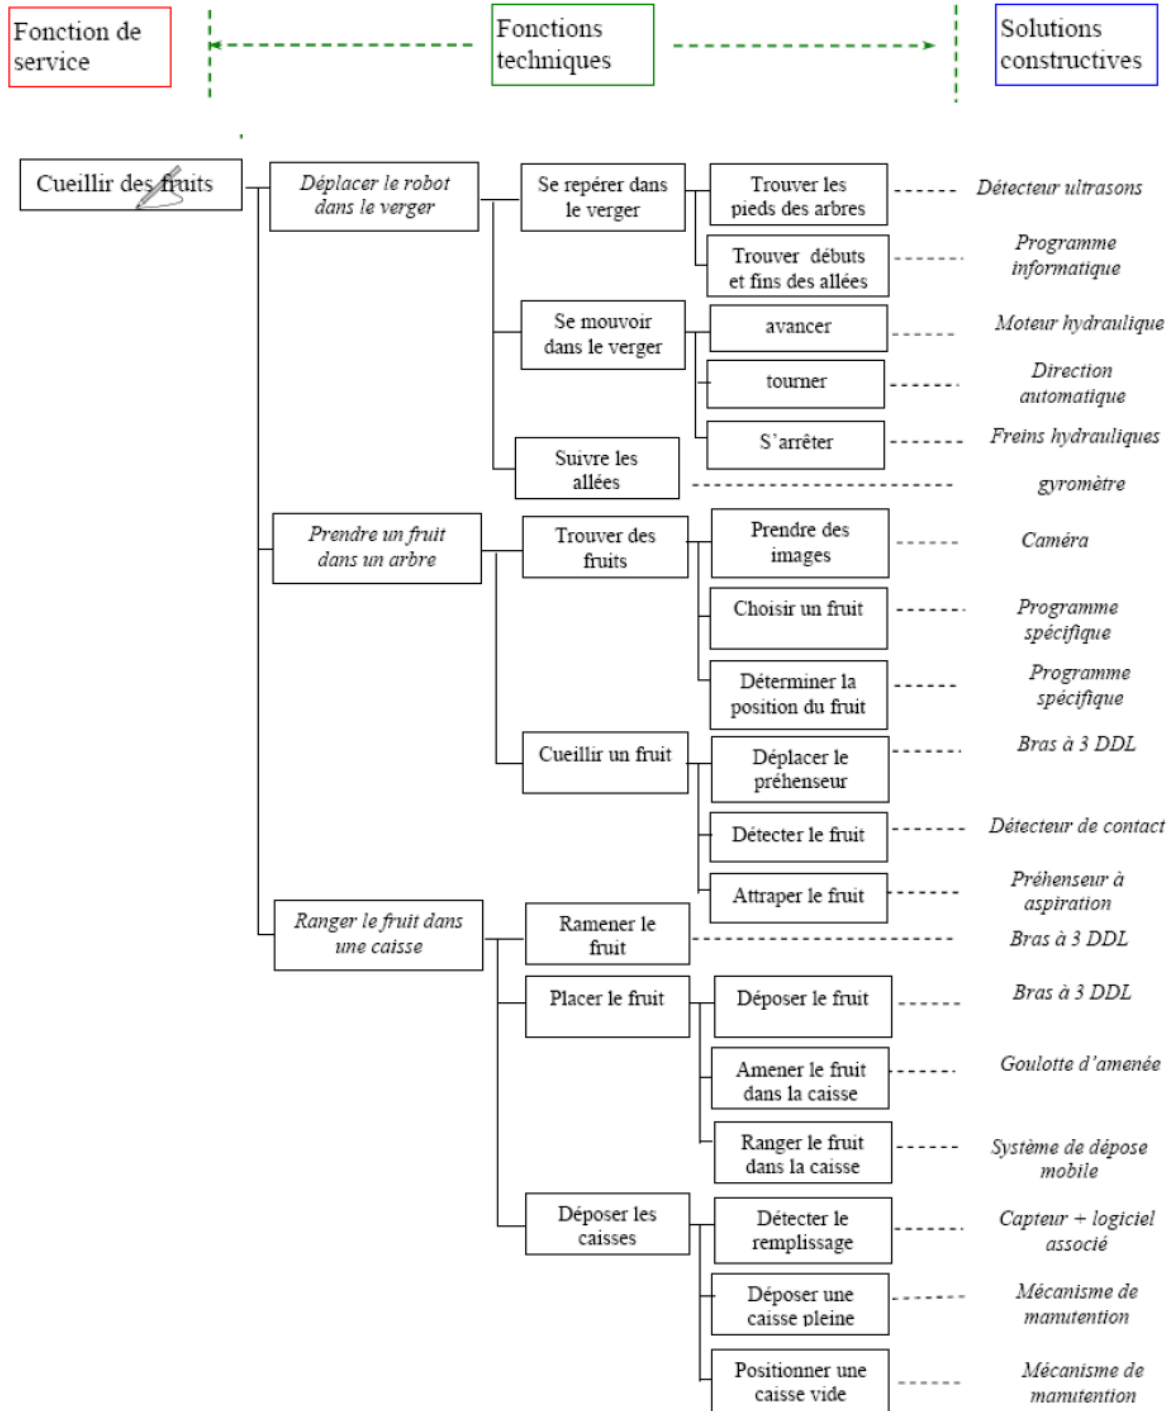 Fonction de
service
Fonctions
techniques
Solutions
constructives
Cueillir des fruits
Déplacer le robot
dans le verger
Se repérer dans
le verger
Trouver les
pieds des arbres
Détecteur ultrasons
Trouver débuts
et fins des allées
Programme
informatique
Se mouvoir
dans le verger
avancer
Moteur hydraulique
tourner
Direction
automatique
S'arrêter
Freins hydrauliques
Suivre les
allées
gyromètre
Prendre un fruit
dans un arbre
Trouver des
fruits
Prendre des
images
Caméra
Choisir un fruit
Programme
spécifique
Déterminer la
position du fruit
Programme
spécifique
Cueillir un fruit
Déplacer le
préhenseur
Bras à 3 DDL
Détecter le fruit
Détecteur de contact
Attraper le fruit
Préhenseur à
aspiration
Ranger le fruit dans
une caisse
Ramener le
fruit
Bras à 3 DDL
Placer le fruit
Déposer le fruit
Bras à 3 DDL
Amener le fruit
dans la caisse
Goulotte d'amenée
Ranger le fruit
dans la caisse
Système de dépose
mobile
Déposer les
caisses
Détecter le
remplissage
Capteur + logiciel
associé
Déposer une
caisse pleine
Mécanisme de
manutention
Positionner une
caisse vide
Mécanisme de
manutention